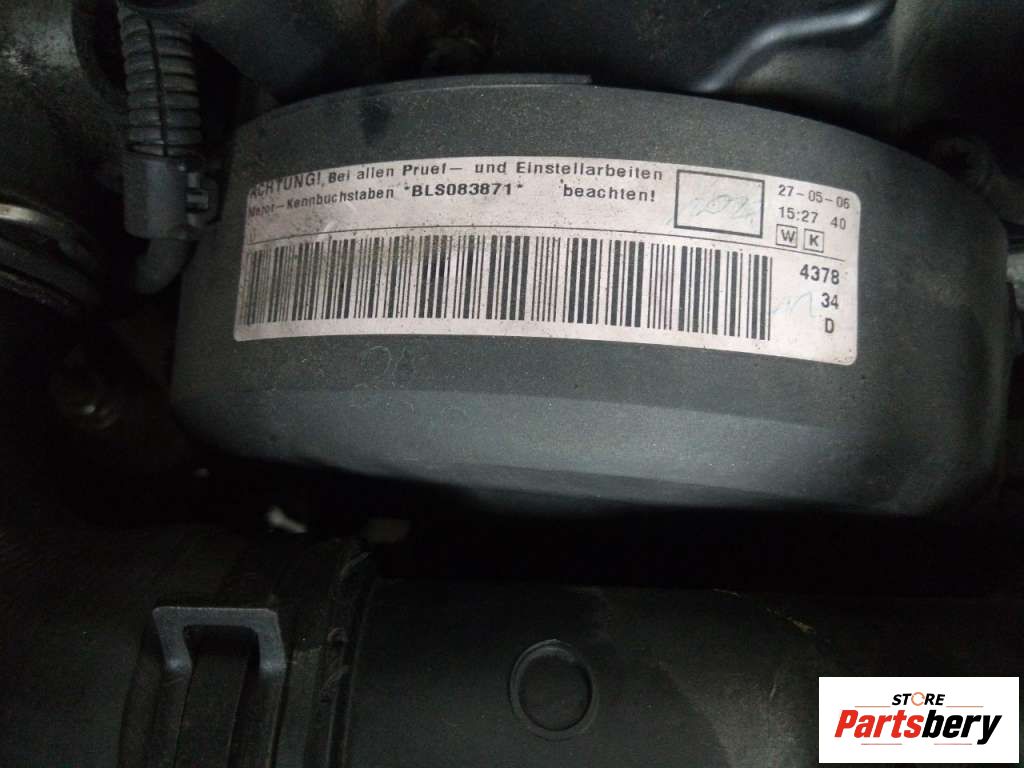 ACHTUNG! Bei allen Pruef- und Einstellarbeiten
Motor-Kennbuchstaben *BLS083871* beachten!
27-05-06
15:27 40
W K
4378
34
D
STORE
Partsbery